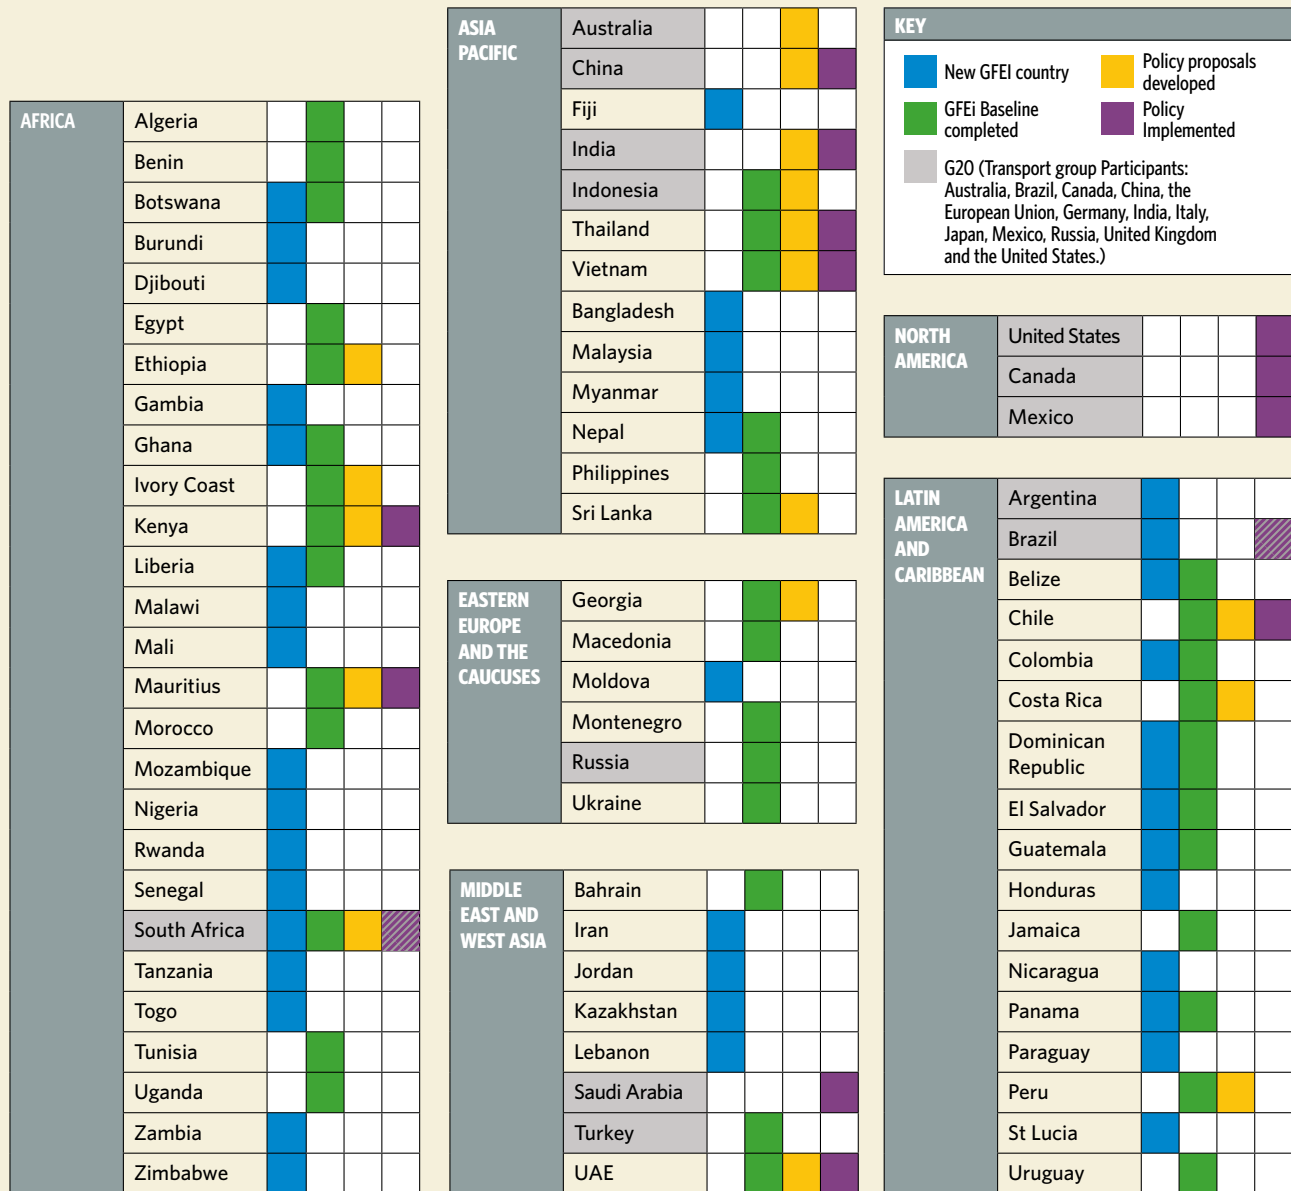 AFRICA
Algeria
Benin
Botswana
Burundi
Djibouti
Egypt
Ethiopia
Gambia
Ghana
Ivory Coast
Kenya
Liberia
Malawi
Mali
Mauritius
Morocco
Mozambique
Nigeria
Rwanda
Senegal
South Africa
Tanzania
Togo
Tunisia
Uganda
Zambia
Zimbabwe
ASIA
PACIFIC
Australia
China
Fiji
India
Indonesia
Thailand
Vietnam
Bangladesh
Malaysia
Myanmar
Nepal
Philippines
Sri Lanka
EASTERN
EUROPE
AND THE
CAUCUSES
Georgia
Macedonia
Moldova
Montenegro
Russia
Ukraine
MIDDLE
EAST AND
WEST ASIA
Bahrain
Iran
Jordan
Kazakhstan
Lebanon
Saudi Arabia
Turkey
UAE
KEY
New GFEI country
GFEi Baseline
completed
Policy proposals
developed
Policy
Implemented
G20 (Transport group Participants:
Australia, Brazil, Canada, China, the
European Union, Germany, India, Italy,
Japan, Mexico, Russia, United Kingdom
and the United States.)
NORTH
AMERICA
United States
Canada
Mexico
LATIN
AMERICA
AND
CARIBBEAN
Argentina
Brazil
Belize
Chile
Colombia
Costa Rica
Dominican
Republic
El Salvador
Guatemala
Honduras
Jamaica
Nicaragua
Panama
Paraguay
Peru
St Lucia
Uruguay